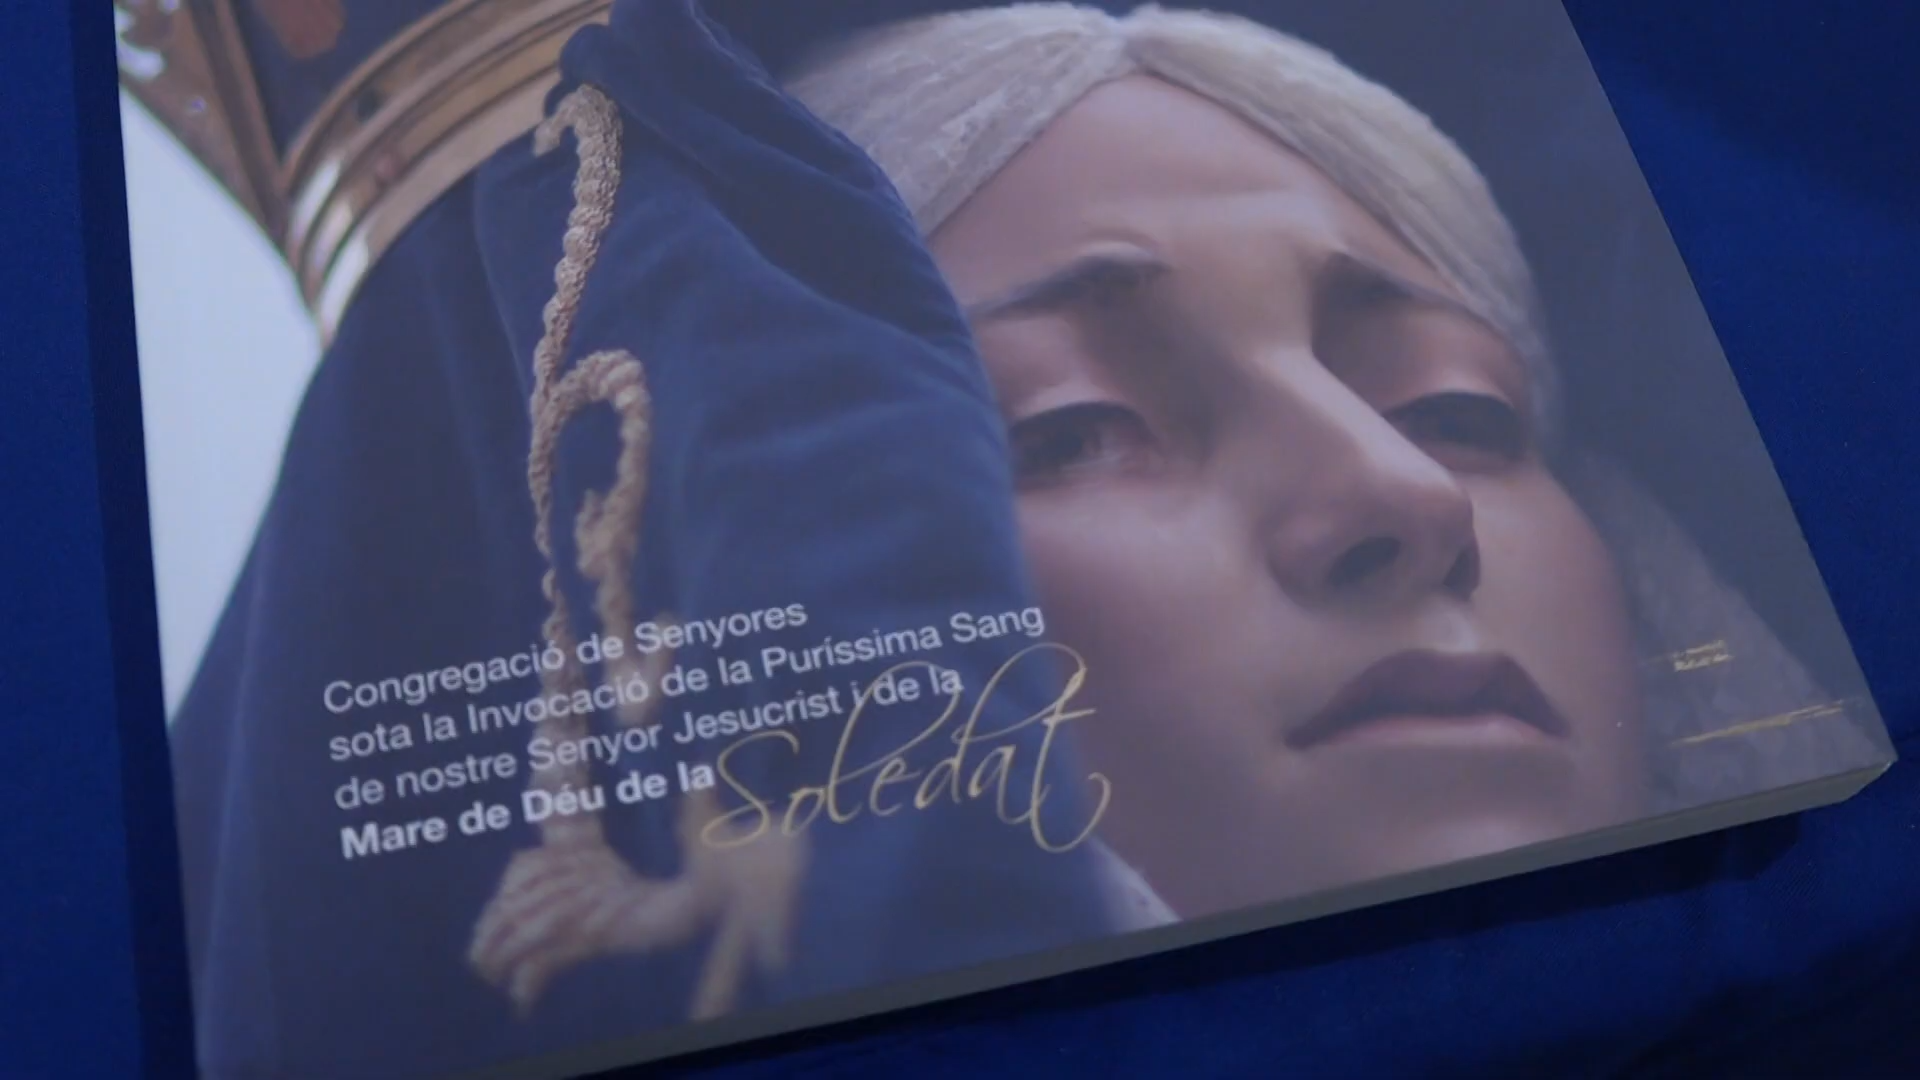 Congregació de Senyores
sota la Invocació de la Puríssima Sang
de nostre Senyor Jesucrist i de la
Mare de Déu de la Soledat